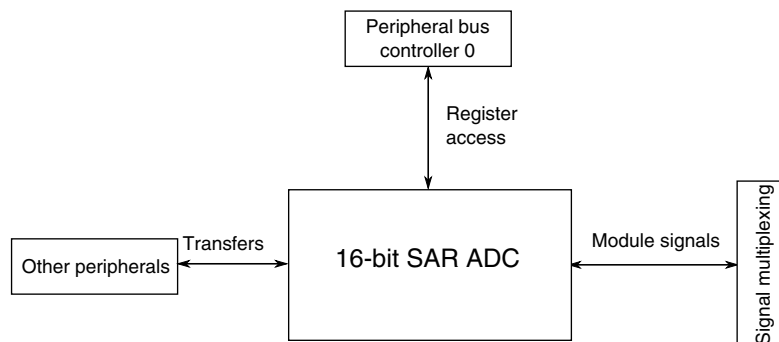 Peripheral bus
controller 0
Register
access
Transfers
Other peripherals
16-bit SAR ADC
Module signals
Signal multiplexing